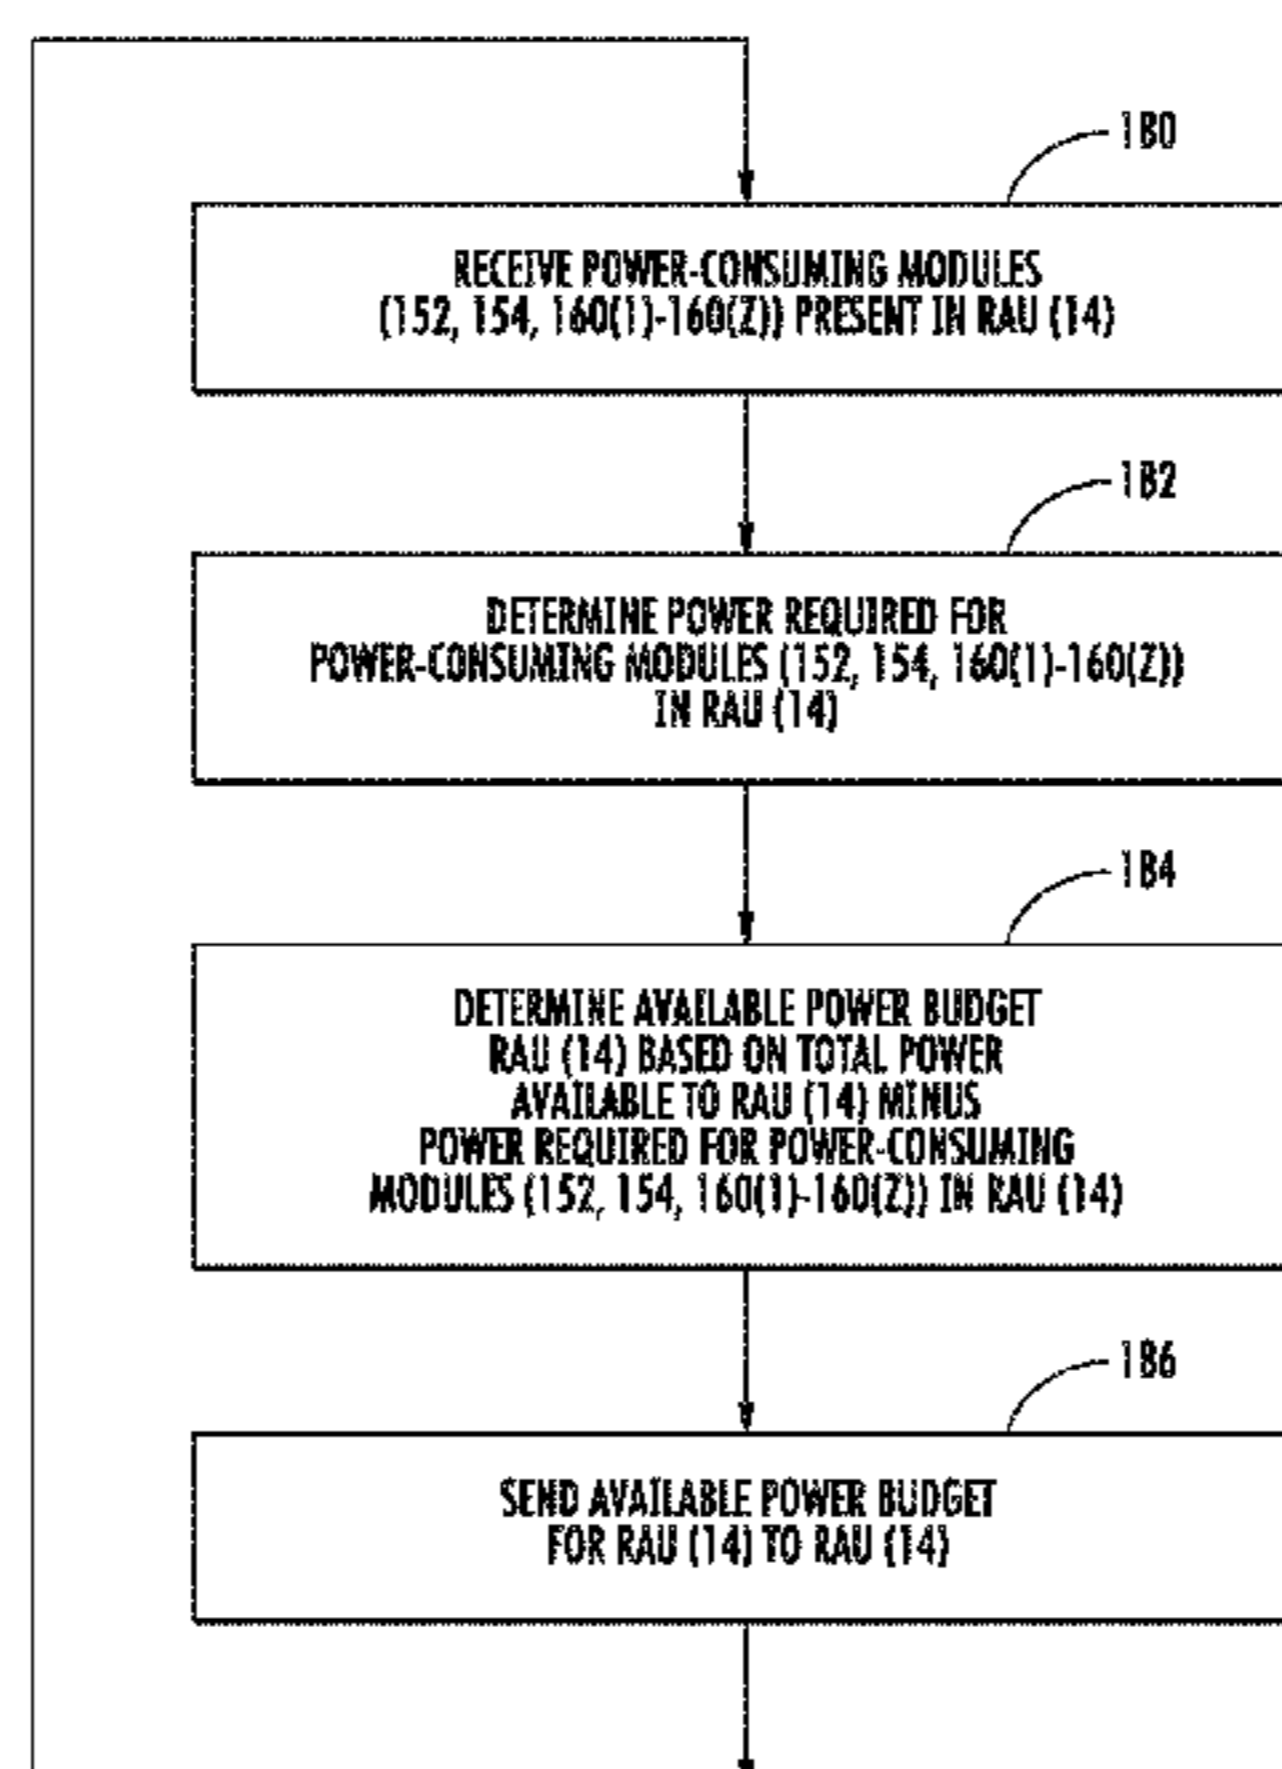 180
RECEIVE POWER-CONSUMING MODULES
(152, 154, 160(1)-160(Z)) PRESENT IN RAU (14)
182
DETERMINE POWER REQUIRED FOR
POWER-CONSUMING MODULES (152, 154, 160(1)-160(Z))
IN RAU (14)
184
DETERMINE AVAILABLE POWER BUDGET
RAU (14) BASED ON TOTAL POWER
AVAILABLE TO RAU (14) MINUS
POWER REQUIRED FOR POWER-CONSUMING
MODULES (152, 154, 160(1)-160(Z)) IN RAU (14)
186
SEND AVAILABLE POWER BUDGET
FOR RAU (14) TO RAU (14)